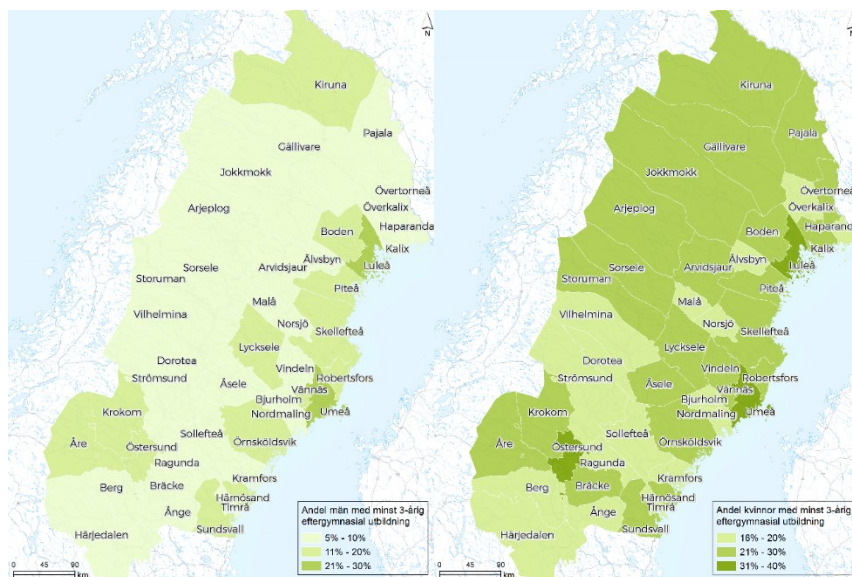 N
Kiruna
Pajala
Gällivare
Jokkmokk
Övertorneå
Arjeplog
Överkalix
Haparanda
Boden
Kalix
Älvsbyn
Luleå
Sorsele
Arvidsjaur
Storuman
Piteå
Malå
Vilhelmina
Norsjö
Skellefteå
Lycksele
Dorotea
Vindeln
Strömsund
Åsele
Robertsfors
Vännäs
Bjurholm
Krokom
Nordmaling
Umeå
Sollefteå
Åre
Östersund
Örnsköldsvik
Ragunda
Kramfors
Berg
Bräcke
Härnösand
Timrå
Ånge
Härjedalen
Sundsvall
Andel män med minst 3-årig
eftergymnasial utbildning
5% - 10%
11% - 20%
21% - 30%
0 45 90
km
N
Kiruna
Pajala
Gällivare
Jokkmokk
Övertorneå
Arjeplog
Överkalix
Haparanda
Boden
Kalix
Älvsbyn
Luleå
Sorsele
Arvidsjaur
Storuman
Piteå
Malå
Vilhelmina
Norsjö
Skellefteå
Lycksele
Dorotea
Vindeln
Strömsund
Åsele
Robertsfors
Vännäs
Bjurholm
Krokom
Nordmaling
Umeå
Sollefteå
Åre
Östersund
Örnsköldsvik
Ragunda
Kramfors
Berg
Bräcke
Härnösand
Timrå
Ånge
Härjedalen
Sundsvall
Andel kvinnor med minst 3-årig
eftergymnasial utbildning
16% - 20%
21% - 30%
31% - 40%
0 45 90
km